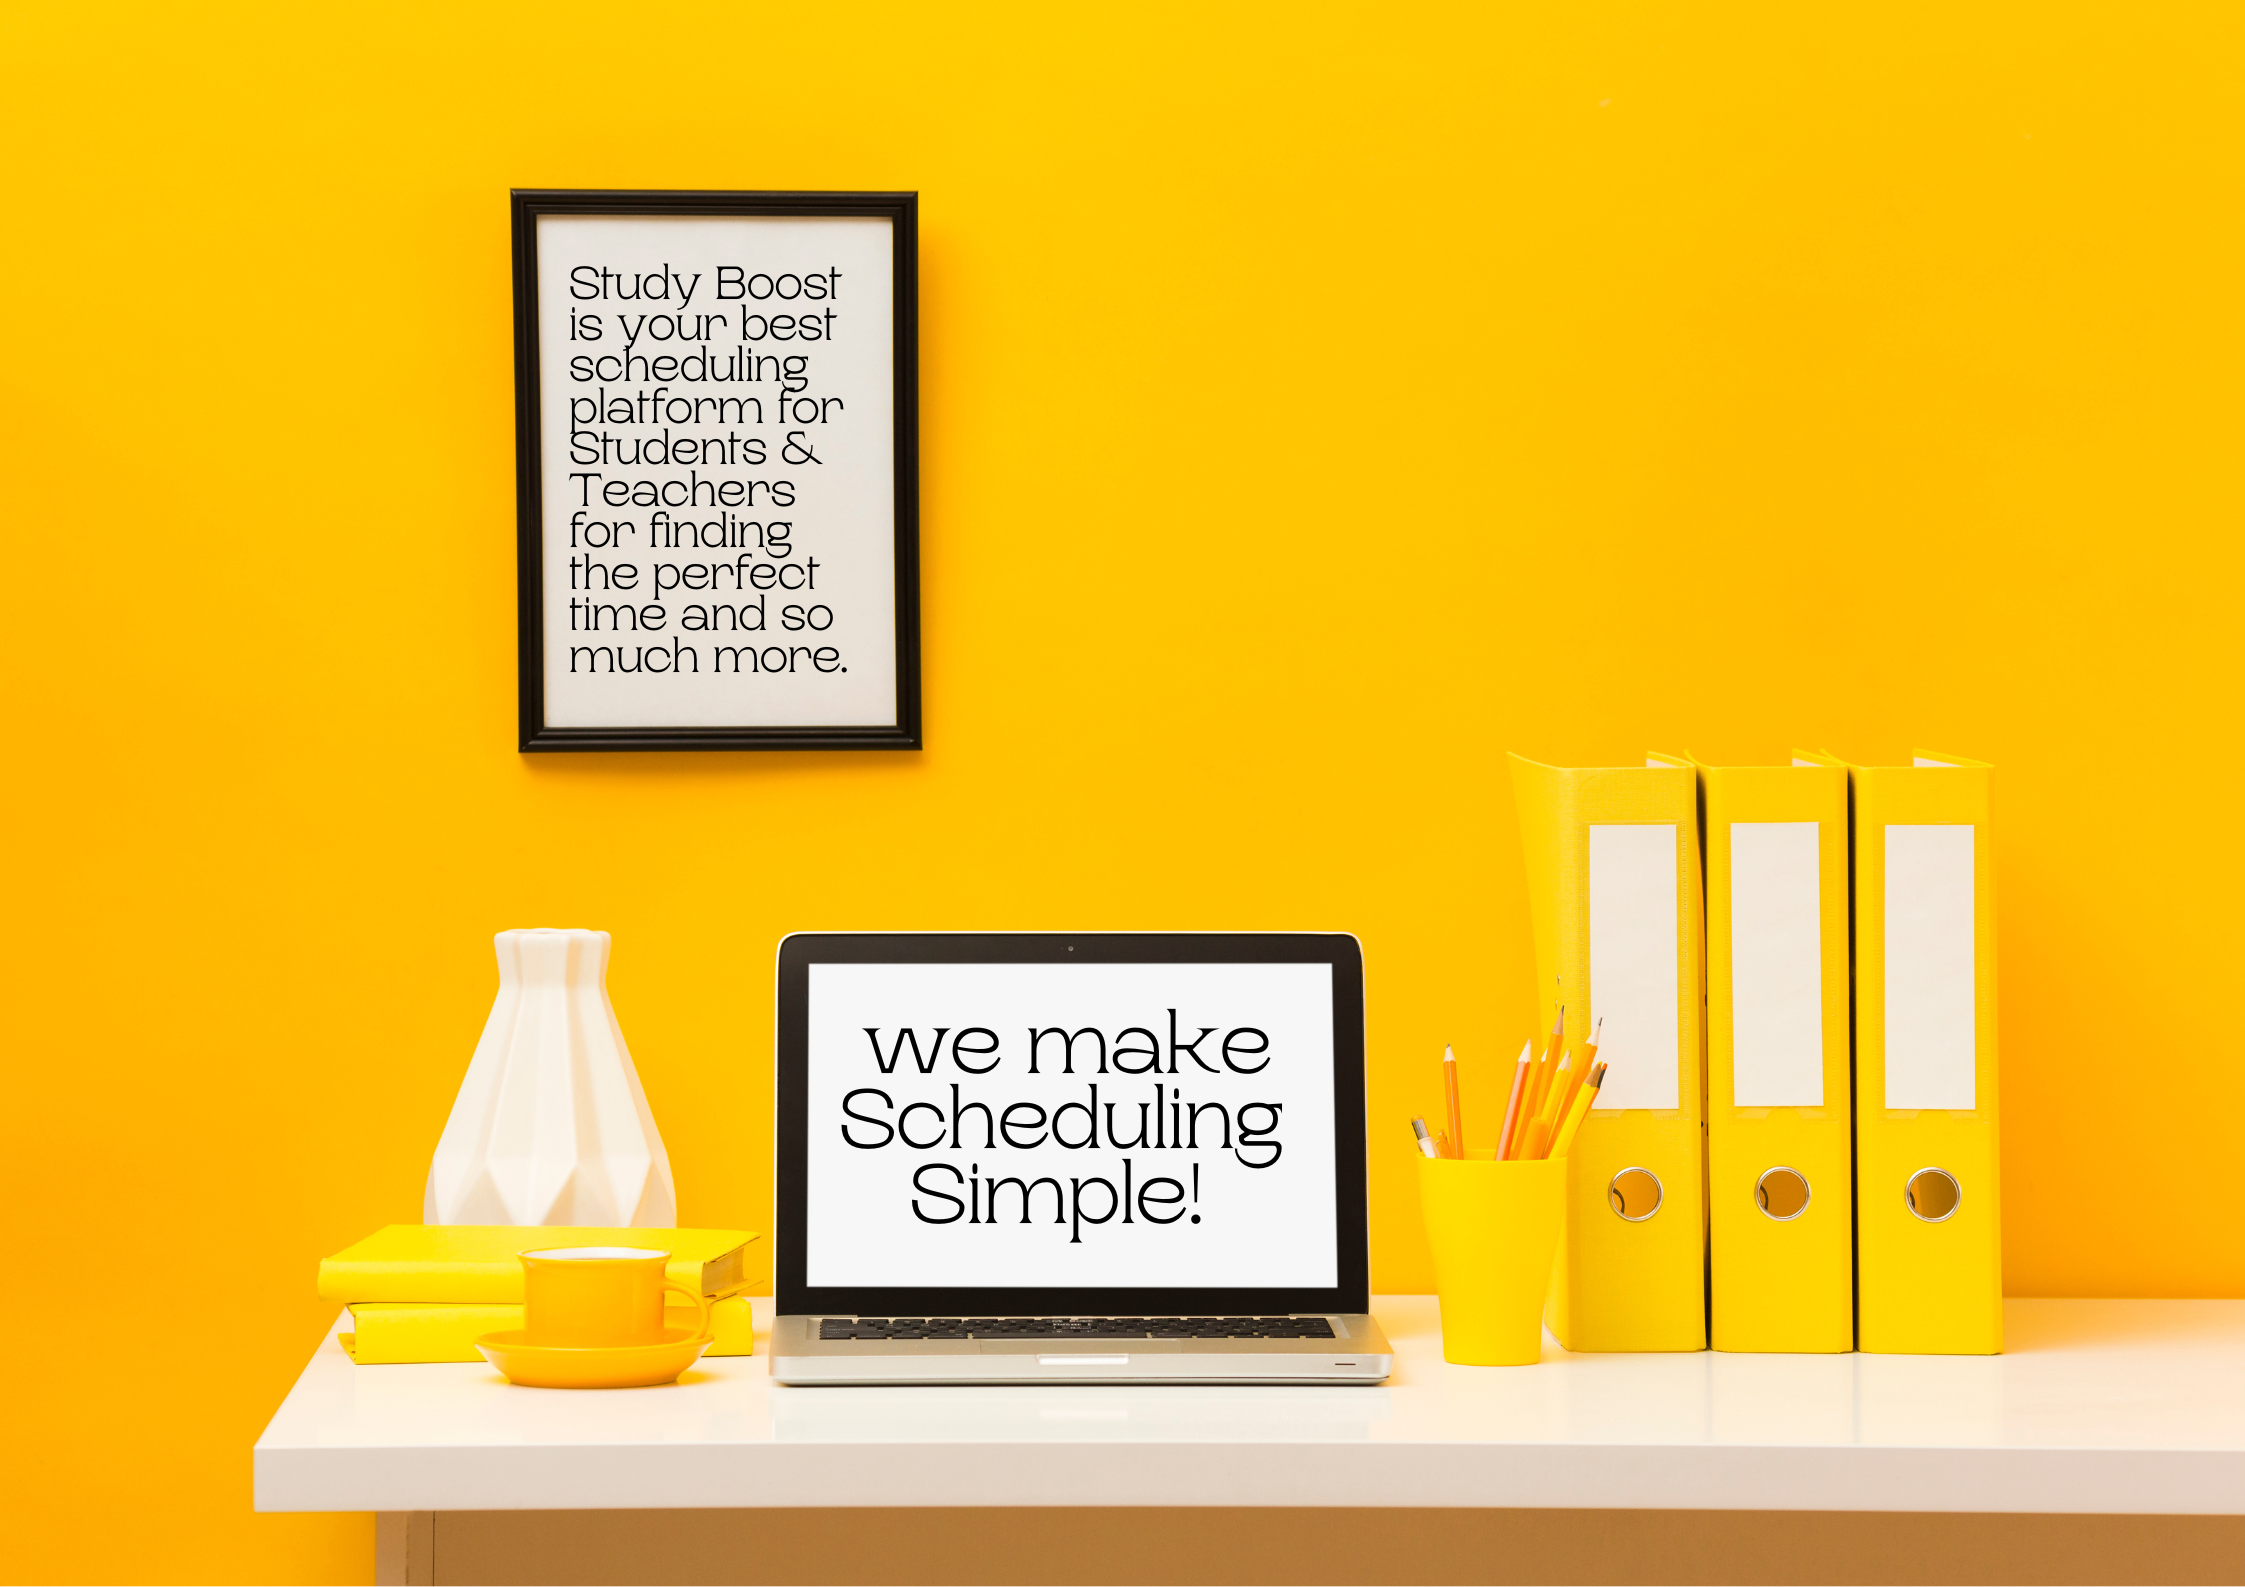 Study Boost
is your best
scheduling
platform for
Students &
Teachers
for finding
the perfect
time and so
much more.
we make
Scheduling
Simple!